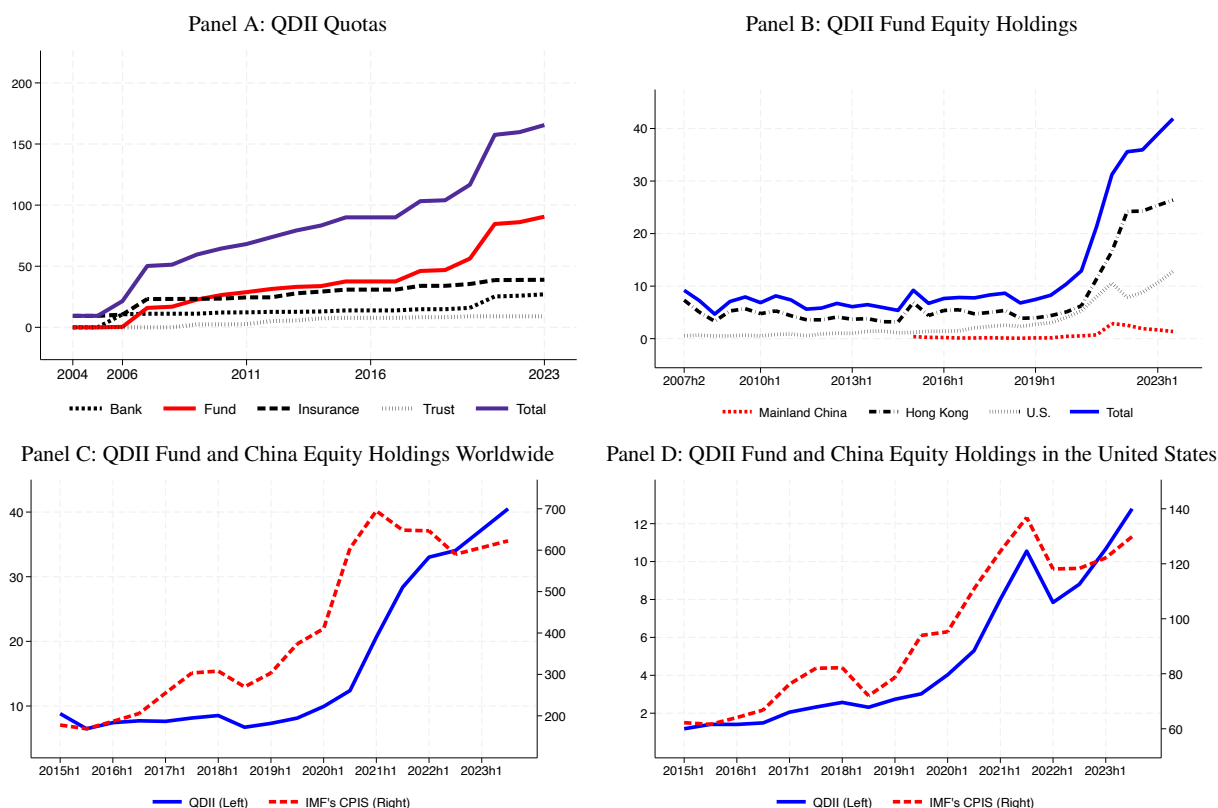 Panel A: QDII Quotas
200
150
100
50
0
2004 2006 2011 2016 2023
Bank Fund Insurance Trust Total
Panel B: QDII Fund Equity Holdings
40
30
20
10
0
2007h2 2010h1 2013h1 2016h1 2019h1 2023h1
Mainland China Hong Kong U.S. Total
Panel C: QDII Fund and China Equity Holdings Worldwide
40
30
20
10
700
600
500
400
300
200
2015h1 2016h1 2017h1 2018h1 2019h1 2020h1 2021h1 2022h1 2023h1
QDII (Left) IMF's CPIS (Right)
Panel D: QDII Fund and China Equity Holdings in the United States
12
10
8
6
4
2
140
120
100
80
60
2015h1 2016h1 2017h1 2018h1 2019h1 2020h1 2021h1 2022h1 2023h1
QDII (Left) IMF's CPIS (Right)